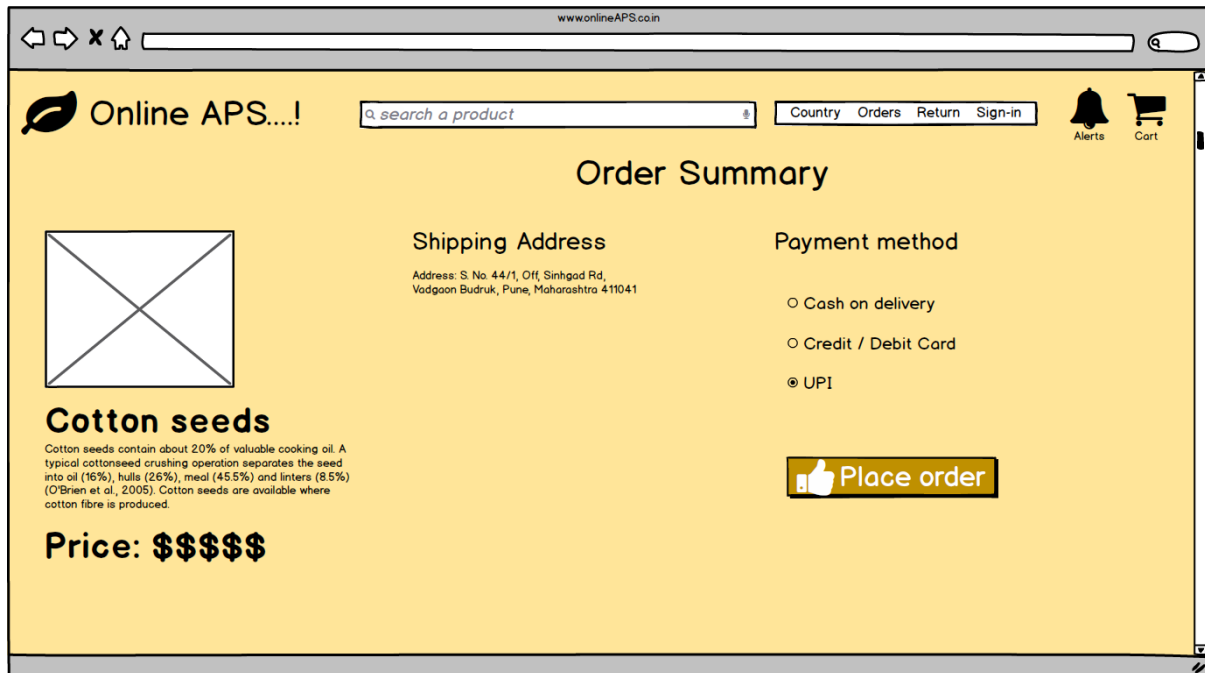 www.onlineAPS.co.in
Online APS....!
search a product
Country Orders Return Sign-in
Alerts
Cart
Order Summary
Shipping Address
Address: S. No. 44/1, Off, Sinhgad Rd,
Vadgaon Budruk, Pune, Maharashtra 411041
Payment method
Cash on delivery
Credit / Debit Card
UPI
Place order
Cotton seeds
Cotton seeds contain about 20% of valuable cooking oil. A
typical cottonseed crushing operation separates the seed
into oil (16%), hulls (26%), meal (45.5%) and linters (8.5%)
(O'Brien et al., 2005). Cotton seeds are available where
cotton fibre is produced.
Price: $$$$$